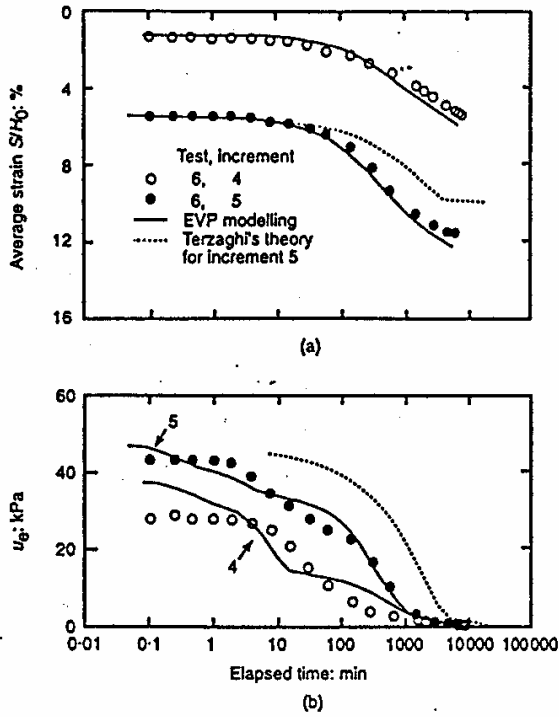 0
4
8
12
16
Average strain S/H0: %
Test, increment
6, 4
6, 5
EVP modelling
Terzaghi's theory
for increment 5
(a)
60
40
20
0
ue: kPa
5
4
0·01 0·1 1 10 100 1000 10000 100000
Elapsed time: min
(b)